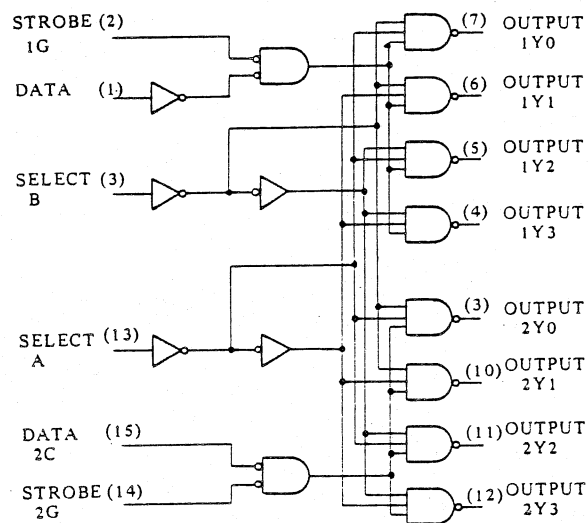 STROBE (2)
1G
DATA (1)
SELECT (3)
B
SELECT (13)
A
DATA (15)
2C
STROBE (14)
2G
(7) OUTPUT
1Y0
(6) OUTPUT
1Y1
(5) OUTPUT
1Y2
(4) OUTPUT
1Y3
(3) OUTPUT
2Y0
(10) OUTPUT
2Y1
(11) OUTPUT
2Y2
(12) OUTPUT
2Y3